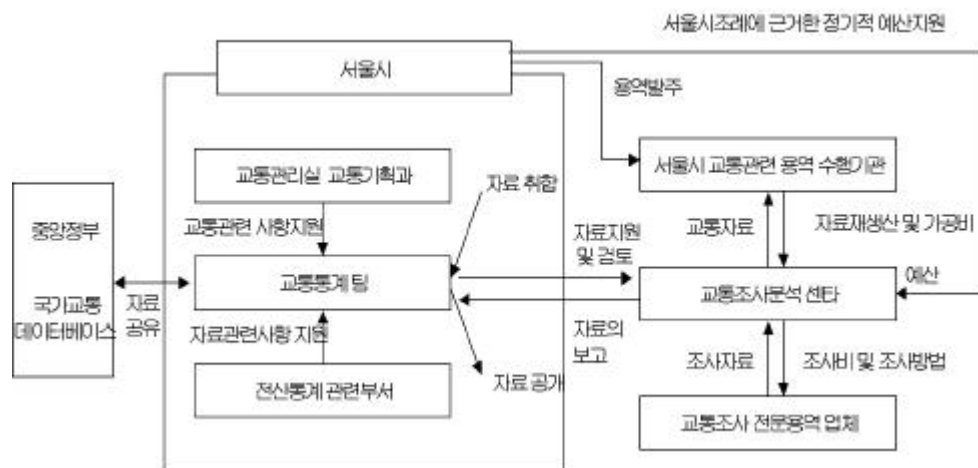 서울시조례에 근거한 정기적 예산지원
서울시
용역발주
교통관리실 교통기획과
서울시 교통관련 용역 수행기관
자료 취합
중앙정부
국가교통
데이터베이스
교통관련 사항지원
자료지원
및 검토
교통자료
자료재생산 및 가공비
교통통계 팀
교통조사분석 센타
예산
자료
공유
자료관련사항 지원
자료의
보고
조사자료
조사비 및 조사방법
자료 공개
전산통계 관련부서
교통조사 전문용역 업체